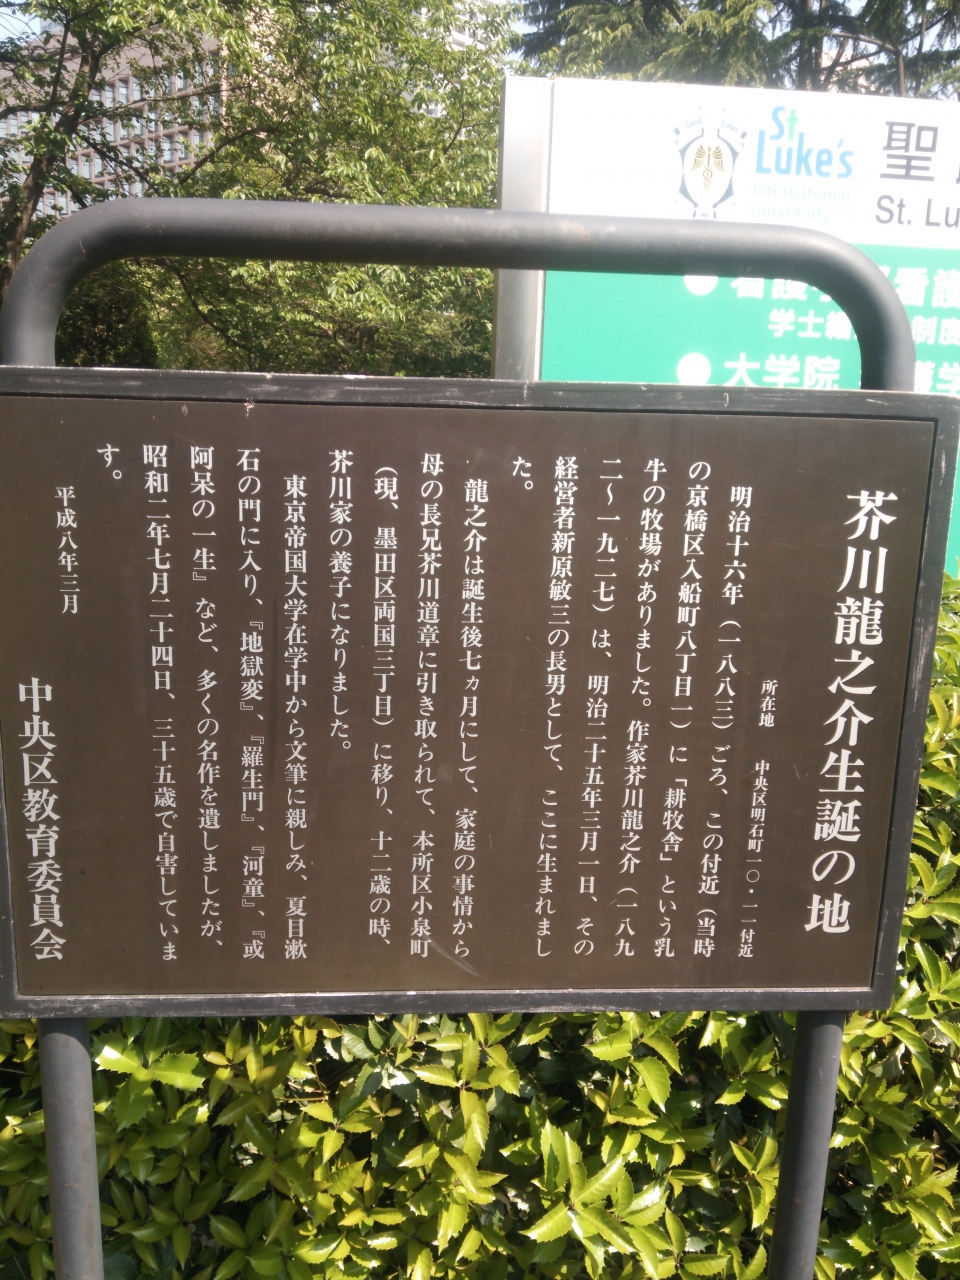 芥川龍之介生誕の地
所在地　中央区明石町一〇・一一付近
明治十六年（一八八三）ごろ、この付近（当時
の京橋区入船町八丁目一）に「耕牧舎」という乳
牛の牧場がありました。作家芥川龍之介（一八九
二〜一九二七）は、明治二十五年三月一日、その
経営者新原敏三の長男として、ここに生まれまし
た。
龍之介は誕生後七ヵ月にして、家庭の事情から
母の長兄芥川道章に引き取られて、本所区小泉町
（現、墨田区両国三丁目）に移り、十二歳の時、
芥川家の養子になりました。
東京帝国大学在学中から文筆に親しみ、夏目漱
石の門に入り、『地獄変』、『羅生門』、『河童』、『或
阿呆の一生』など、多くの名作を遺しましたが、
昭和二年七月二十四日、三十五歳で自害していま
す。
平成八年三月
中央区教育委員会
St
Luke's
International
University
聖
St. Lu
看護
看護
学士編
制度
大学院
護学